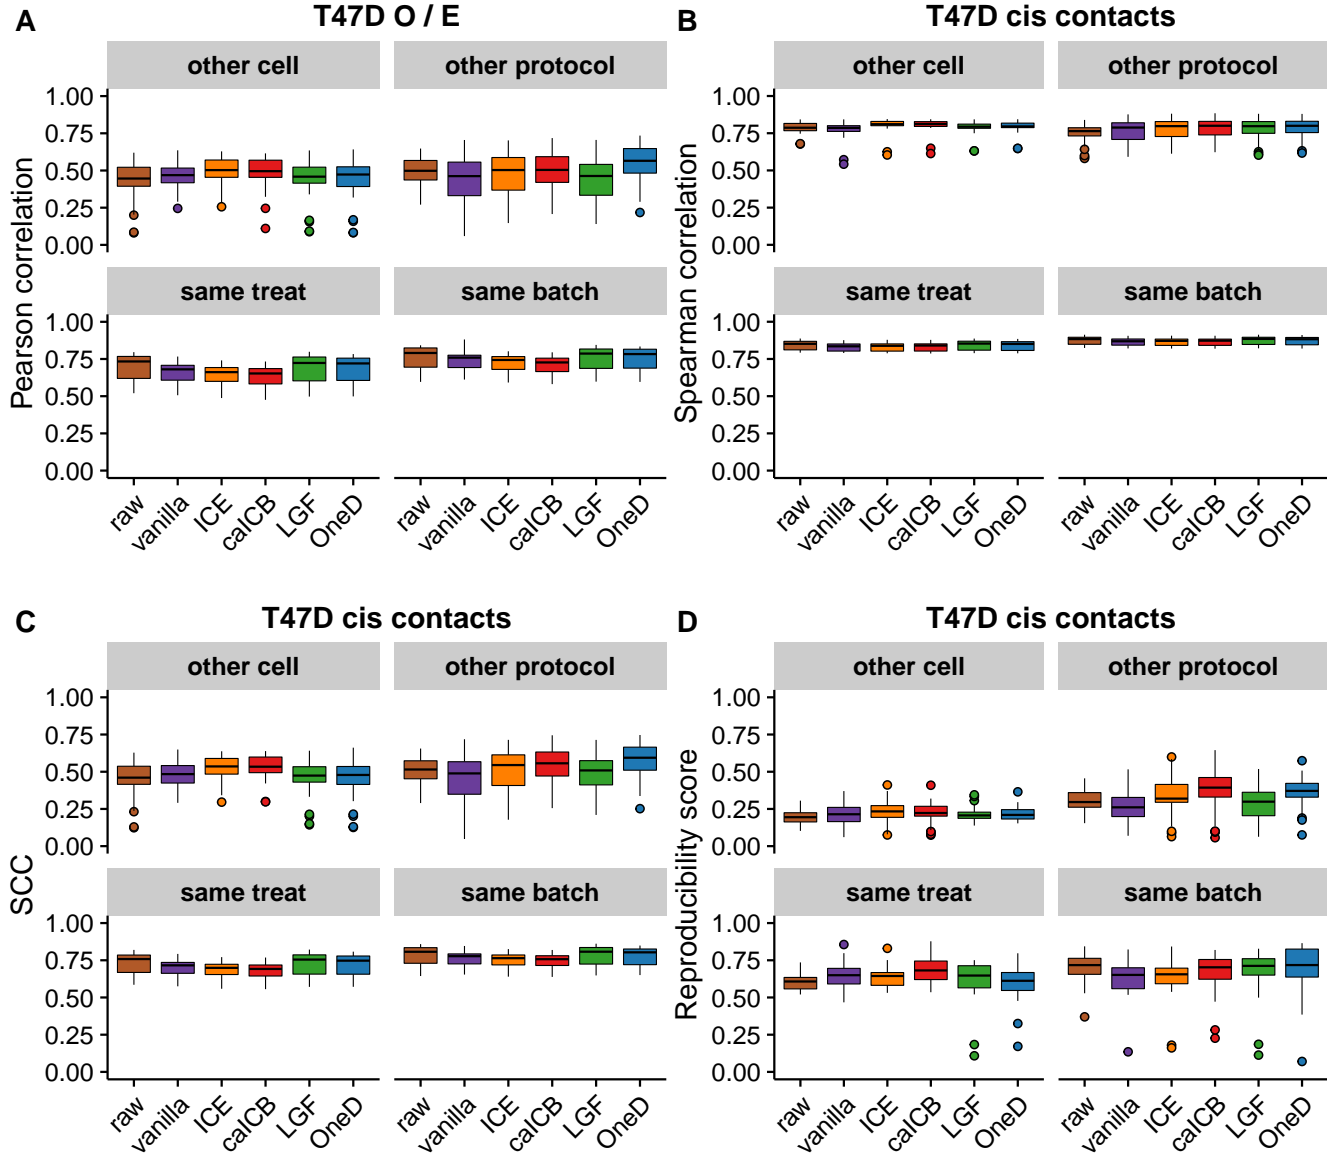 A
T47D O / E
other cell
other protocol
Pearson correlation
1.00
0.75
0.50
0.25
0.00
same treat
same batch
1.00
0.75
0.50
0.25
0.00
raw
vanilla
ICE
caICB
LGF
OneD
raw
vanilla
ICE
caICB
LGF
OneD
B
T47D cis contacts
other cell
other protocol
Spearman correlation
1.00
0.75
0.50
0.25
0.00
same treat
same batch
1.00
0.75
0.50
0.25
0.00
raw
vanilla
ICE
caICB
LGF
OneD
raw
vanilla
ICE
caICB
LGF
OneD
C
T47D cis contacts
other cell
other protocol
SCC
1.00
0.75
0.50
0.25
0.00
same treat
same batch
1.00
0.75
0.50
0.25
0.00
raw
vanilla
ICE
caICB
LGF
OneD
raw
vanilla
ICE
caICB
LGF
OneD
D
T47D cis contacts
other cell
other protocol
Reproducibility score
1.00
0.75
0.50
0.25
0.00
same treat
same batch
1.00
0.75
0.50
0.25
0.00
raw
vanilla
ICE
caICB
LGF
OneD
raw
vanilla
ICE
caICB
LGF
OneD